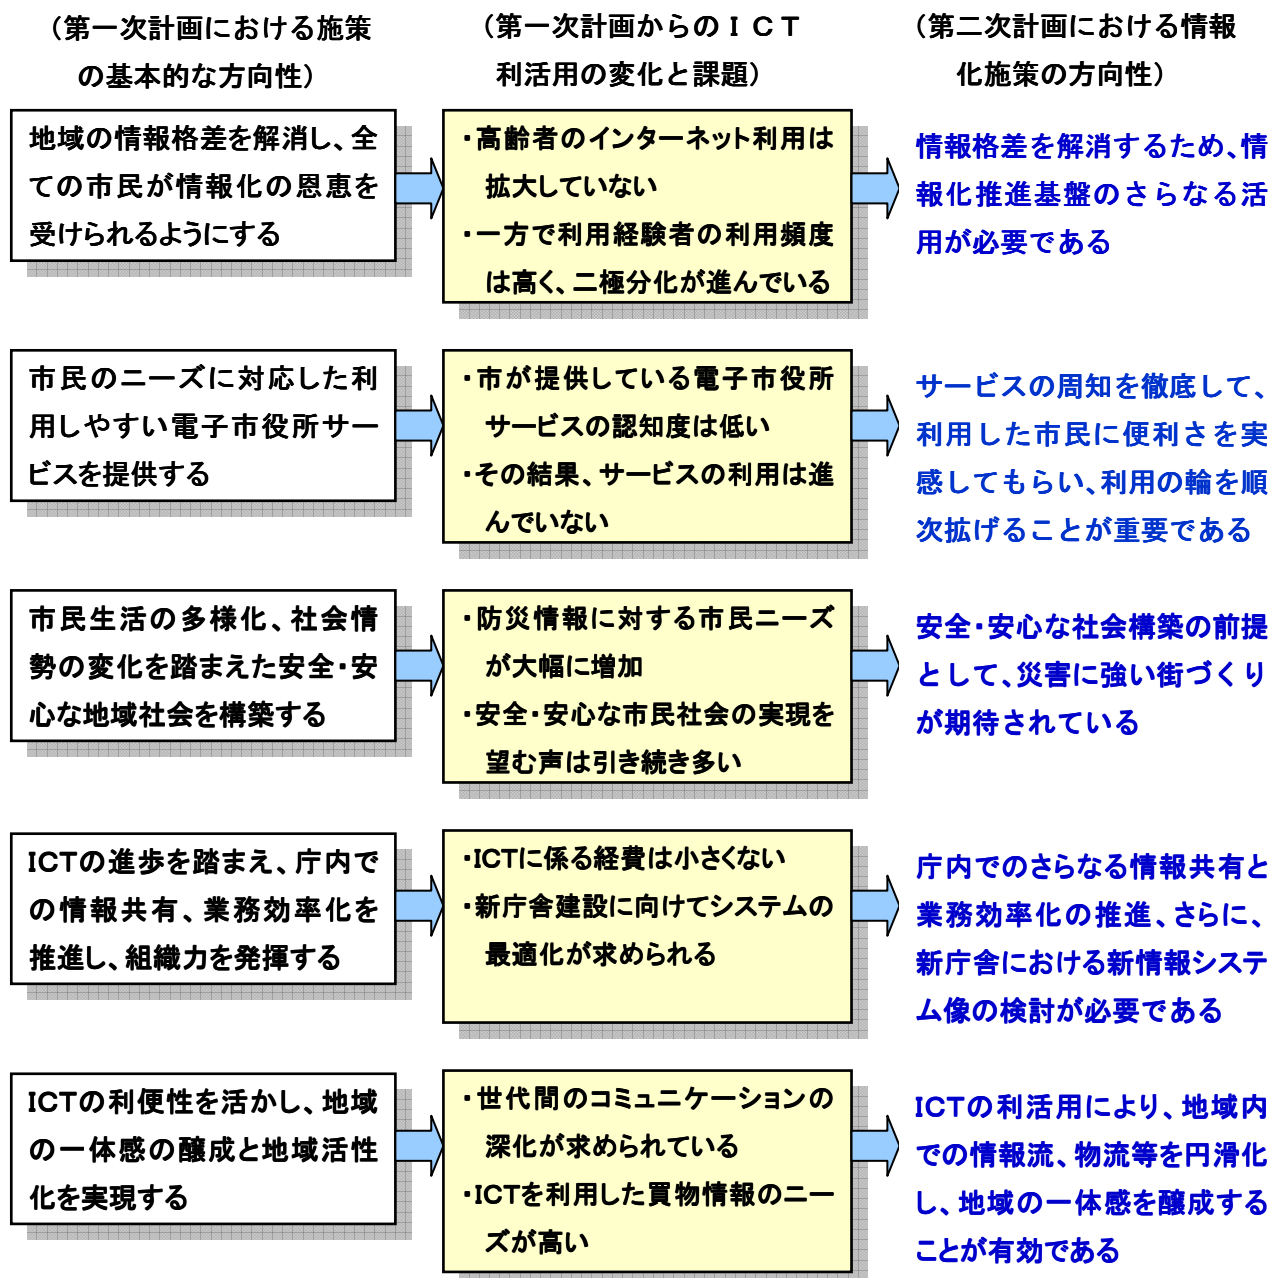 （第一次計画における施策
の基本的な方向性）
（第一次計画からのＩＣＴ
利活用の変化と課題）
（第二次計画における情報
化施策の方向性）
地域の情報格差を解消し、全
ての市民が情報化の恩恵を
受けられるようにする
・高齢者のインターネット利用は
拡大していない
・一方で利用経験者の利用頻度
は高く、二極分化が進んでいる
情報格差を解消するため、情
報化推進基盤のさらなる活
用が必要である
市民のニーズに対応した利
用しやすい電子市役所サー
ビスを提供する
・市が提供している電子市役所
サービスの認知度は低い
・その結果、サービスの利用は進
んでいない
サービスの周知を徹底して、
利用した市民に便利さを実
感してもらい、利用の輪を順
次拡げることが重要である
市民生活の多様化、社会情
勢の変化を踏まえた安全・安
心な地域社会を構築する
・防災情報に対する市民ニーズ
が大幅に増加
・安全・安心な市民社会の実現を
望む声は引き続き多い
安全・安心な社会構築の前提
として、災害に強い街づくり
が期待されている
ICTの進歩を踏まえ、庁内で
の情報共有、業務効率化を
推進し、組織力を発揮する
・ICTに係る経費は小さくない
・新庁舎建設に向けてシステムの
最適化が求められる
庁内でのさらなる情報共有と
業務効率化の推進、さらに、
新庁舎における新情報システ
ム像の検討が必要である
ICTの利便性を活かし、地域
の一体感の醸成と地域活性
化を実現する
・世代間のコミュニケーションの
深化が求められている
・ICTを利用した買物情報のニー
ズが高い
ICTの利活用により、地域内
での情報流、物流等を円滑化
し、地域の一体感を醸成する
ことが有効である